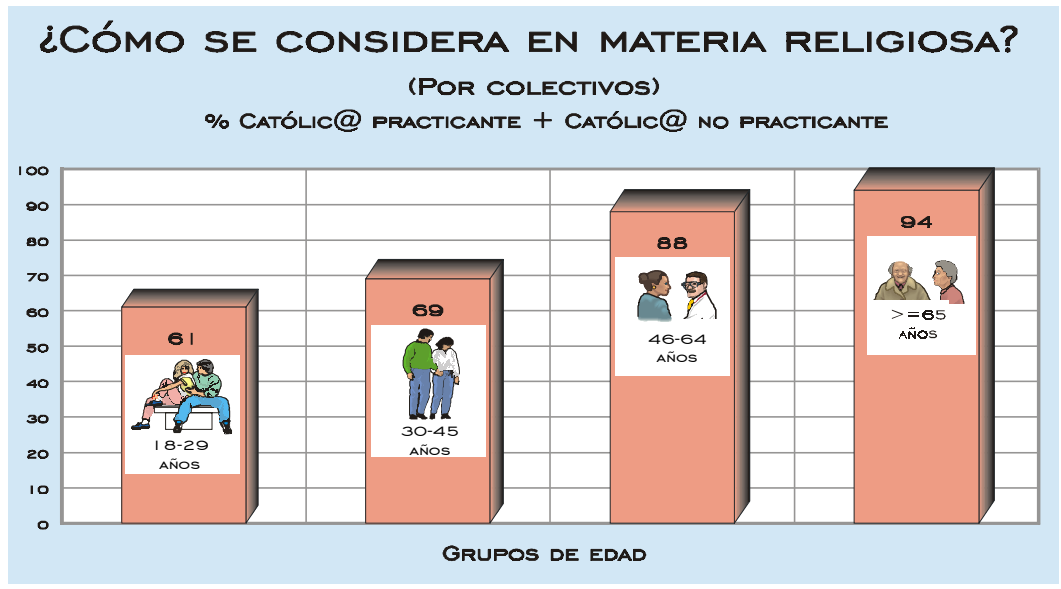 ¿Cómo se considera en materia religiosa?
(Por colectivos)
% Católic@ practicante + Católic@ no practicante
100
90
80
70
60
50
40
30
20
10
0
61
18-29
años
69
30-45
años
88
46-64
años
94
>=65
años
Grupos de edad